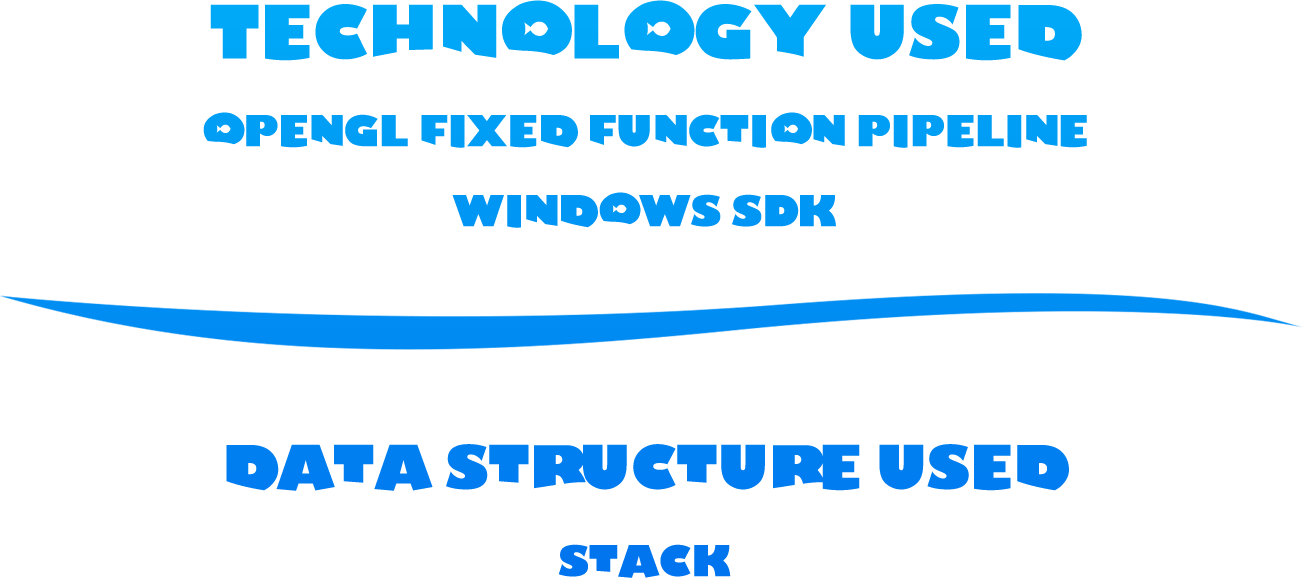 TECHNOLOGY USED
OPENGL FIXED FUNCTION PIPELINE
WINDOWS SDK
DATA STRUCTURE USED
STACK